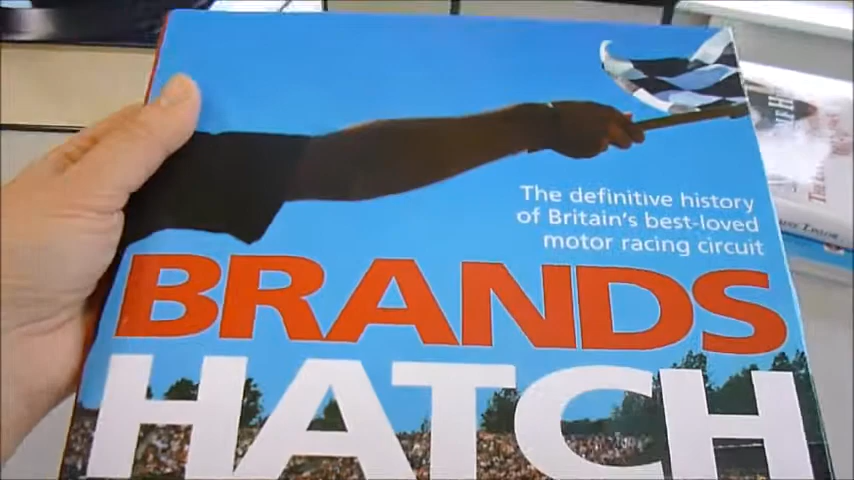 The definitive history
of Britain's best-loved
motor racing circuit
BRANDS
HATCH